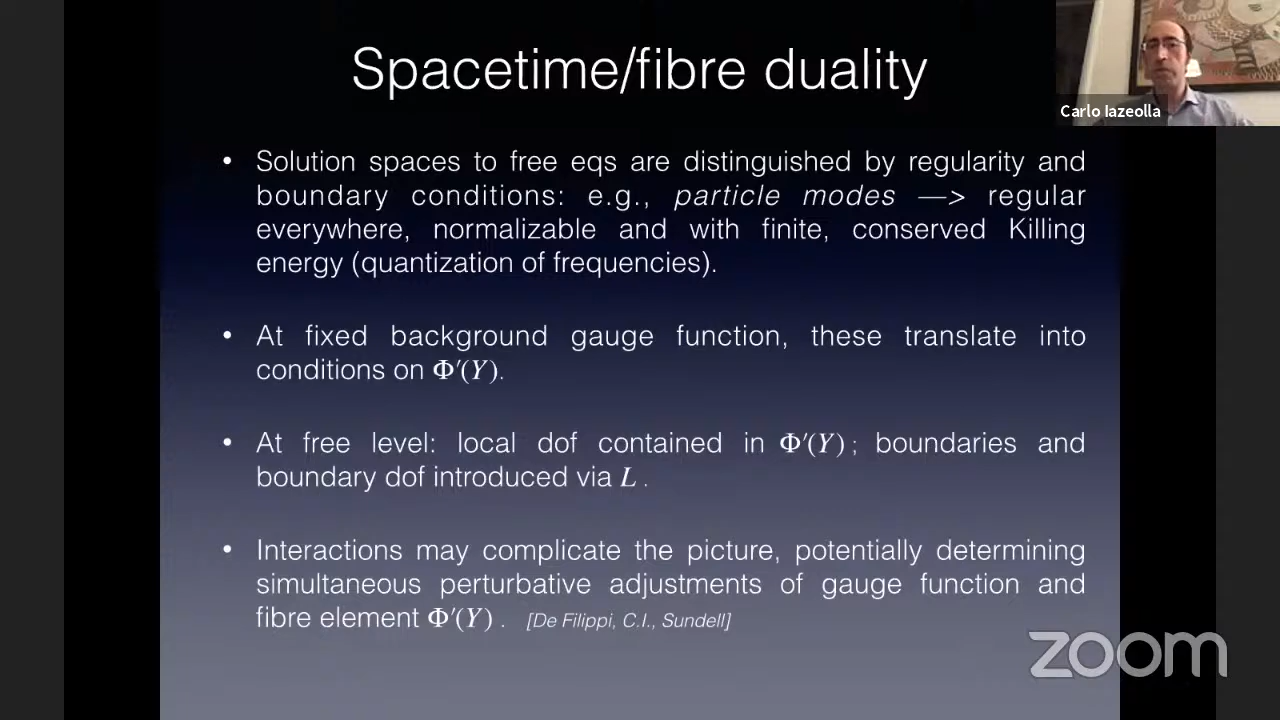 Spacetime/fibre duality
Carlo Iazeolla
• Solution spaces to free eqs are distinguished by regularity and
boundary conditions: e.g., particle modes —> regular
everywhere, normalizable and with finite, conserved Killing
energy (quantization of frequencies).
• At fixed background gauge function, these translate into
conditions on Φ′(Y).
• At free level: local dof contained in Φ′(Y) ; boundaries and
boundary dof introduced via L .
• Interactions may complicate the picture, potentially determining
simultaneous perturbative adjustments of gauge function and
fibre element Φ′(Y) . [De Filippi, C.I., Sundell]
zoom